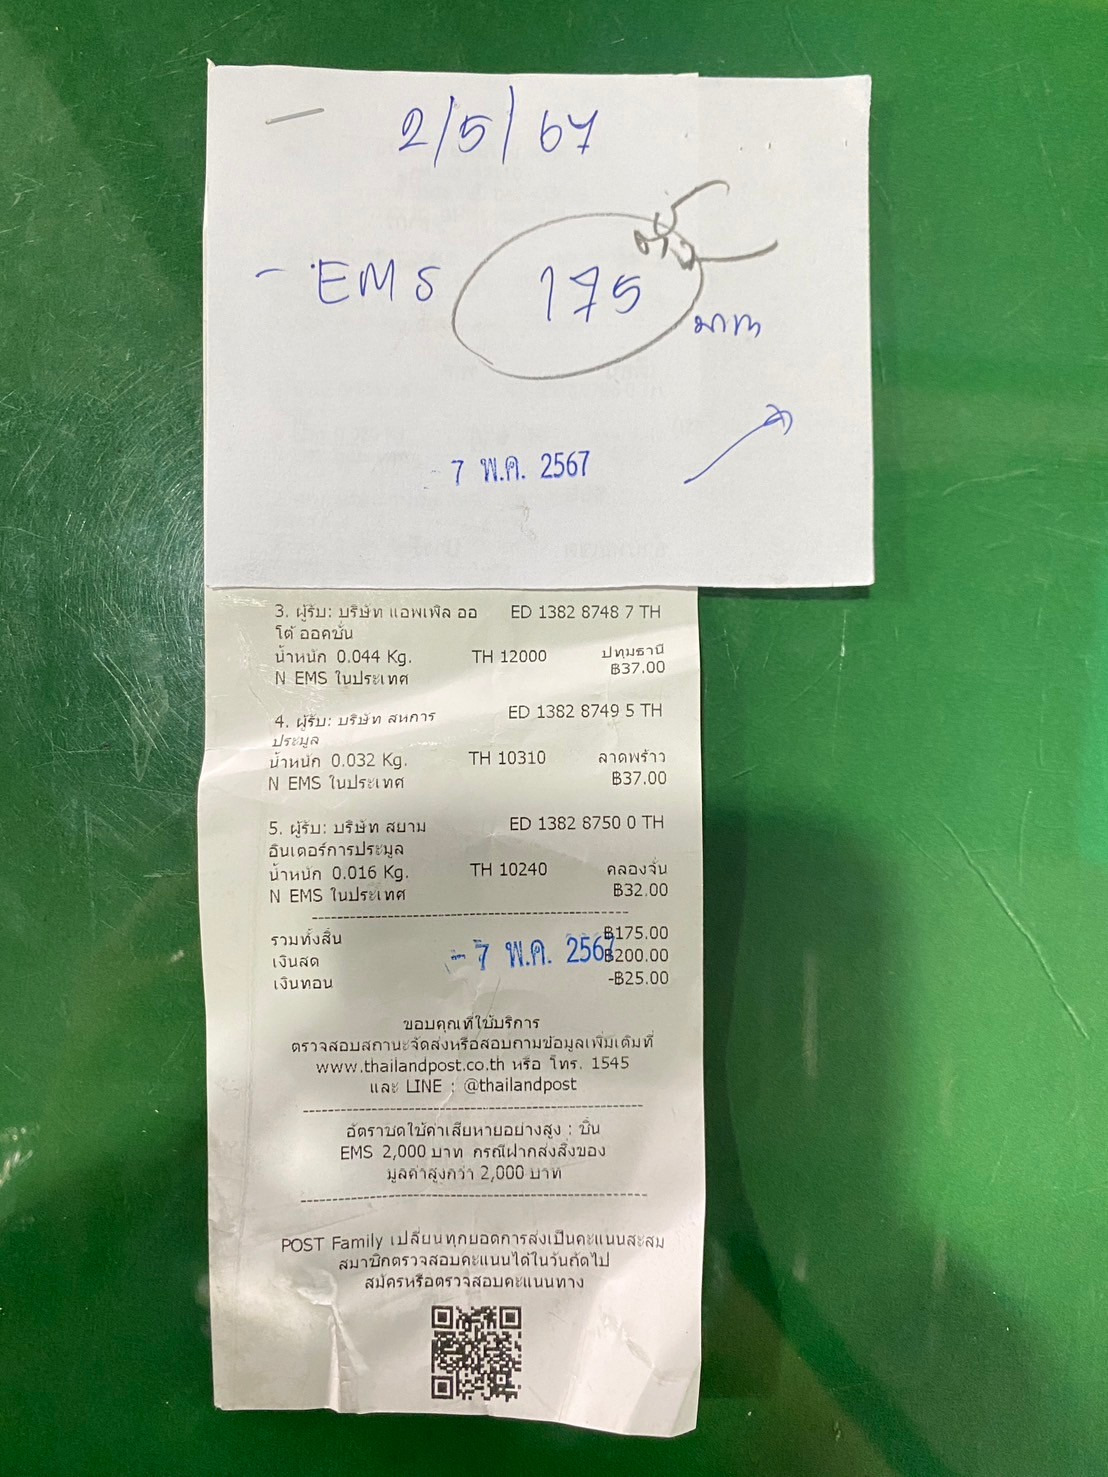 2/5/67
- EMS 175 บาท
- 7 พ.ค. 2567
3. ผู้รับ: บริษัท แอพเพิล ออ ED 1382 8748 7 TH
โต้ ออคชั่น
น้ำหนัก 0.044 Kg. TH 12000 ปทุมธานี
N EMS ในประเทศ ฿37.00
4. ผู้รับ: บริษัท สหการ ED 1382 8749 5 TH
ประมูล
น้ำหนัก 0.032 Kg. TH 10310 ลาดพร้าว
N EMS ในประเทศ ฿37.00
5. ผู้รับ: บริษัท สยาม ED 1382 8750 0 TH
อินเตอร์การประมูล
น้ำหนัก 0.016 Kg. TH 10240 คลองจั่น
N EMS ในประเทศ ฿32.00
รวมทั้งสิ้น ฿175.00
เงินสด - 7 พ.ค. 2567 ฿200.00
เงินทอน -฿25.00
ขอบคุณที่ใช้บริการ
ตรวจสอบสถานะจัดส่งหรือสอบถามข้อมูลเพิ่มเติมที่
www.thailandpost.co.th หรือ โทร. 1545
และ LINE : @thailandpost
อัตราชดใช้ค่าเสียหายอย่างสูง : ชิ้น
EMS 2,000 บาท กรณีฝากส่งสิ่งของ
มูลค่าสูงกว่า 2,000 บาท
POST Family เปลี่ยนทุกยอดการส่งเป็นคะแนนสะสม
สมาชิกตรวจสอบคะแนนได้ในวันถัดไป
สมัครหรือตรวจสอบคะแนนทาง